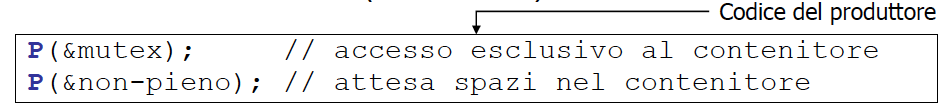 Codice del produttore
P(&mutex); // accesso esclusivo al contenitore
P(&non-pieno); // attesa spazi nel contenitore